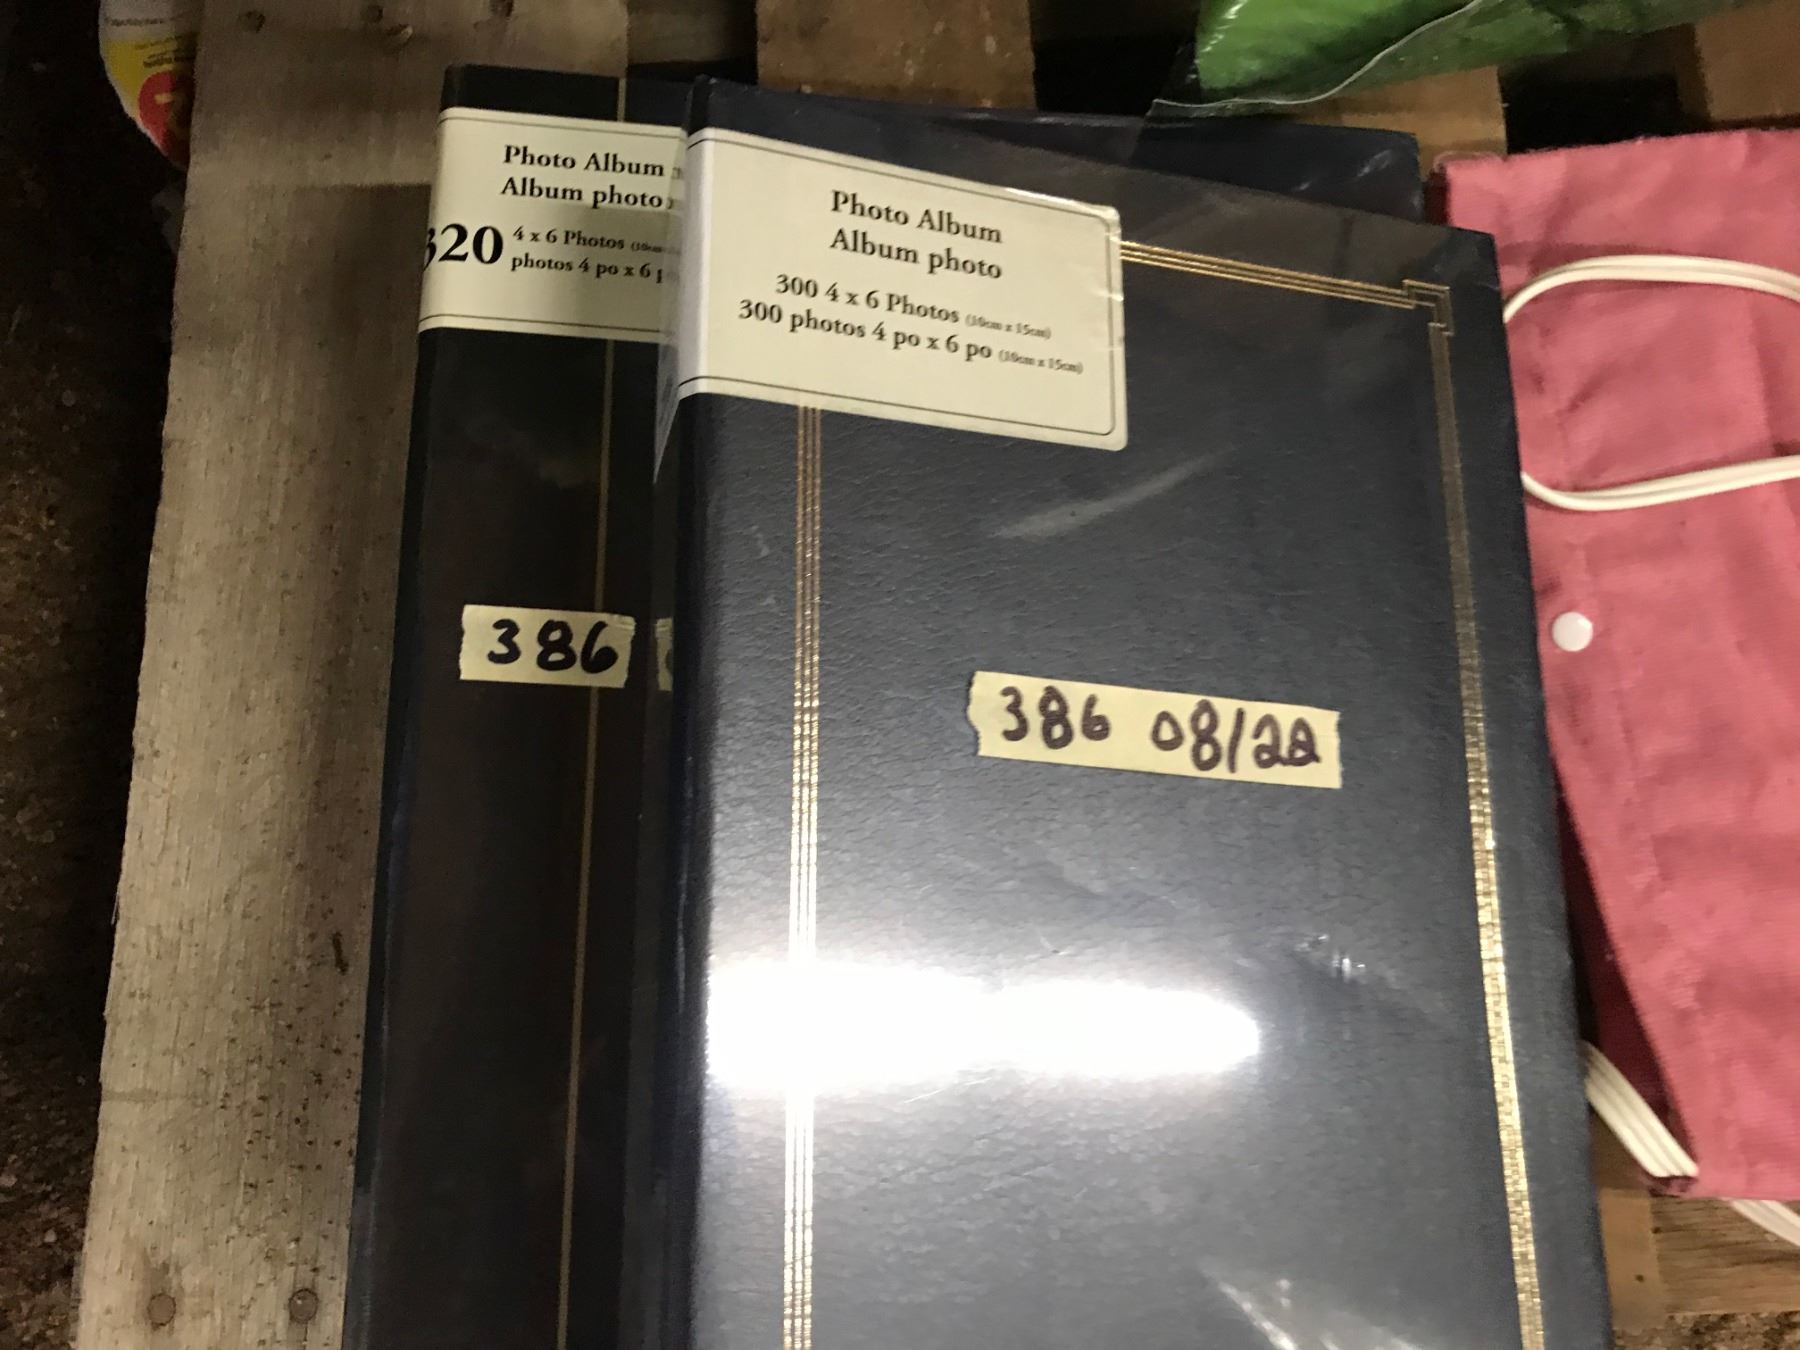 Photo Album
Album photo
320
4 x 6 Photos
photos 4 po x 6
Photo Album
Album photo
300 4 x 6 Photos (10cm x 15cm)
300 photos 4 po x 6 po (10cm x 15cm)
386
386 08/22